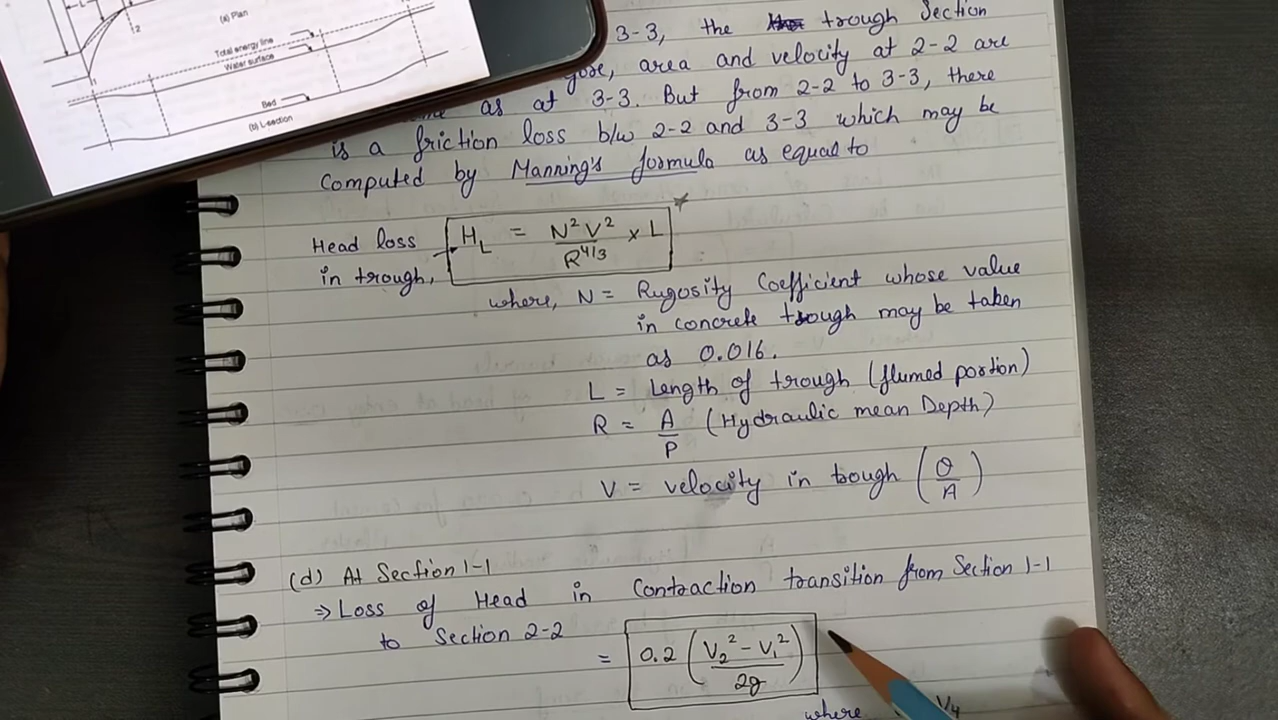 (a) Plan
2
Total energy line
Water surface
Bed
(b) L-section
3-3, the trough Section
area and velocity at 2-2 are
as at 3-3. But from 2-2 to 3-3, there
is a friction loss b/w 2-2 and 3-3 which may be
Computed by Manning's formula as equal to
Head loss in trough, H_L = N²V² / R^4/3 × L
where, N = Rugosity Coefficient whose value
in concrete trough may be taken
as 0.016.
L = Length of trough (flumed portion)
R = A/P (Hydraulic mean Depth)
V = velocity in trough (Q/A)
(d) At Section 1-1
⇒ Loss of Head in Contraction transition from Section 1-1
to Section 2-2
= 0.2 (V₂² - V₁² / 2g)
where